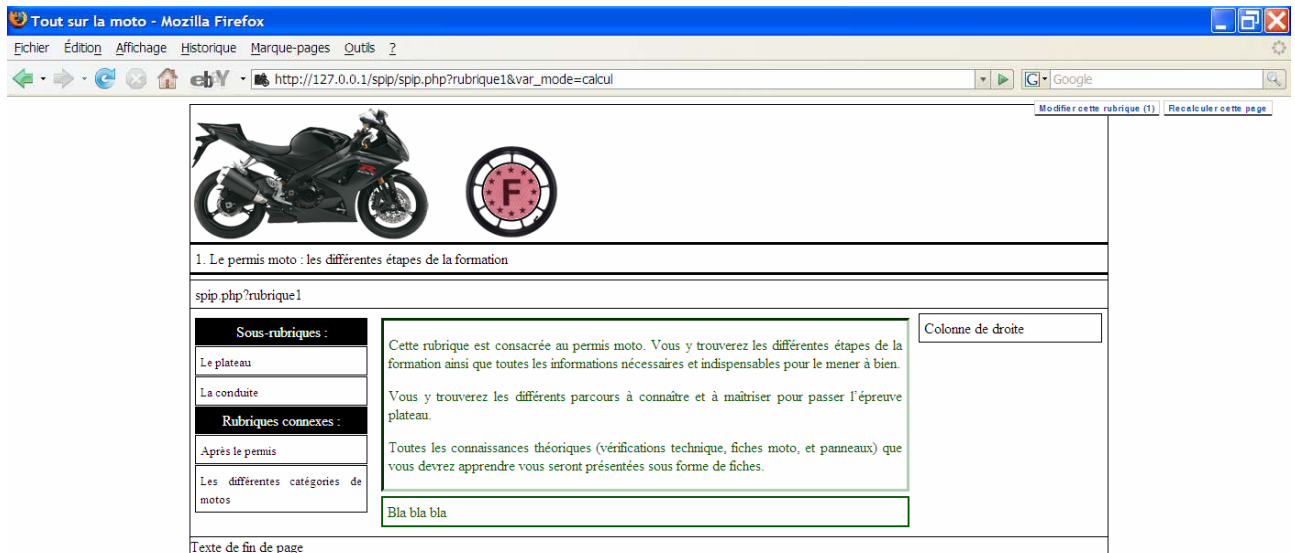 Tout sur la moto - Mozilla Firefox
Fichier Édition Affichage Historique Marque-pages Outils ?
ebY http://127.0.0.1/spip/spip.php?rubrique1&var_mode=calcul G Google
Modifier cette rubrique (1) Recalculer cette page
R
F
1. Le permis moto : les différentes étapes de la formation
spip.php?rubrique1
Sous-rubriques :
Le plateau
La conduite
Rubriques connexes :
Après le permis
Les différentes catégories de
motos
Cette rubrique est consacrée au permis moto. Vous y trouverez les différentes étapes de la
formation ainsi que toutes les informations nécessaires et indispensables pour le mener à bien.
Vous y trouverez les différents parcours à connaître et à maîtriser pour passer l'épreuve
plateau.
Toutes les connaissances théoriques (vérifications technique, fiches moto, et panneaux) que
vous devrez apprendre vous seront présentées sous forme de fiches.
Bla bla bla
Colonne de droite
Texte de fin de page